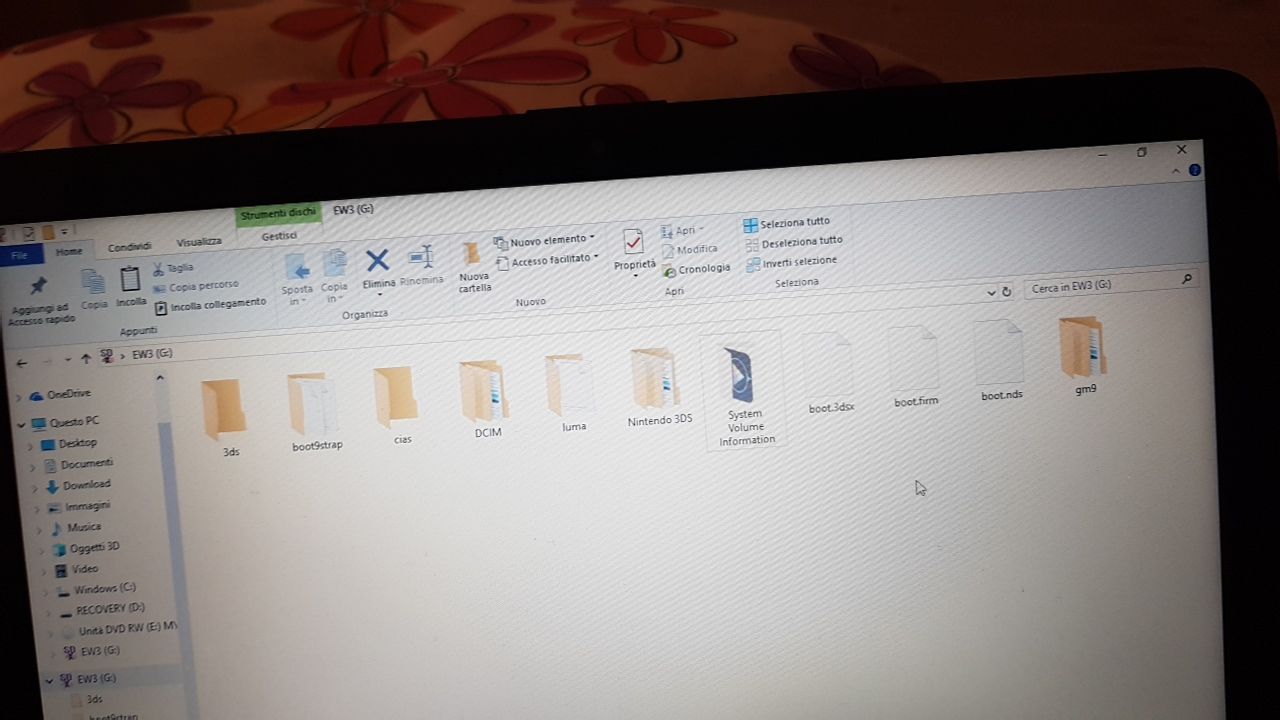 Strumenti dischi
EW3 (G:)
File
Home
Condividi
Visualizza
Gestisci
Aggiungi ad
Accesso rapido
Copia
Incolla
Taglia
Copia percorso
Incolla collegamento
Appunti
Sposta
in
Copia
in
Elimina
Rinomina
Organizza
Nuova
cartella
Nuovo elemento
Accesso facilitato
Nuovo
Proprietà
Apri
Modifica
Cronologia
Apri
Seleziona tutto
Deseleziona tutto
Inverti selezione
Seleziona
EW3 (G:)
Cerca in EW3 (G:)
OneDrive
Questo PC
Desktop
Documenti
Download
Immagini
Musica
Oggetti 3D
Video
Windows (C:)
RECOVERY (D:)
Unità DVD RW (E:) M
EW3 (G:)
EW3 (G:)
3ds
boot9strap
3ds
boot9strap
cias
DCIM
luma
Nintendo 3DS
System
Volume
Information
boot.3dsx
boot.firm
boot.nds
gm9